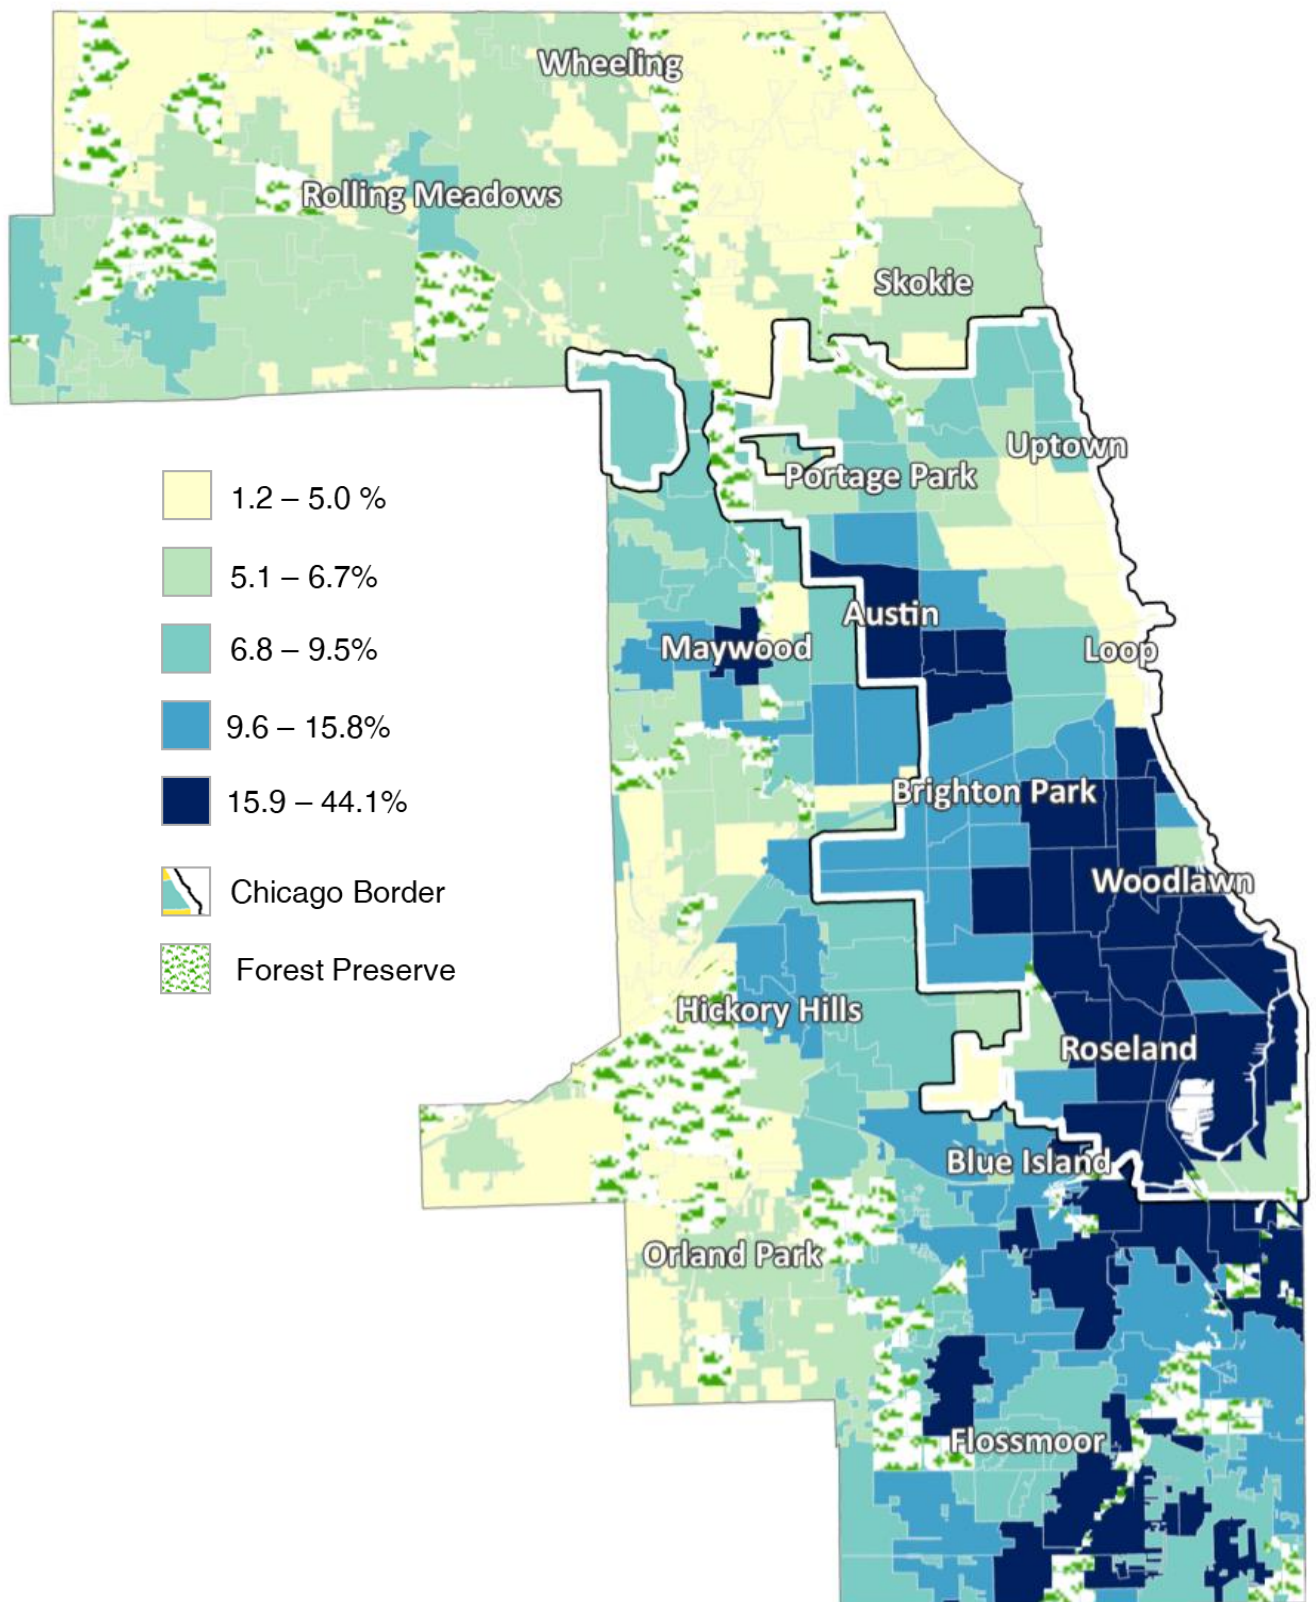 Wheeling
Rolling Meadows
Skokie
Uptown
Portage Park
1.2 – 5.0 %
5.1 – 6.7%
Austin
6.8 – 9.5%
Maywood
Loop
9.6 – 15.8%
Brighton Park
15.9 – 44.1%
Woodlawn
Chicago Border
Forest Preserve
Hickory Hills
Roseland
Blue Island
Orland Park
Flossmoor